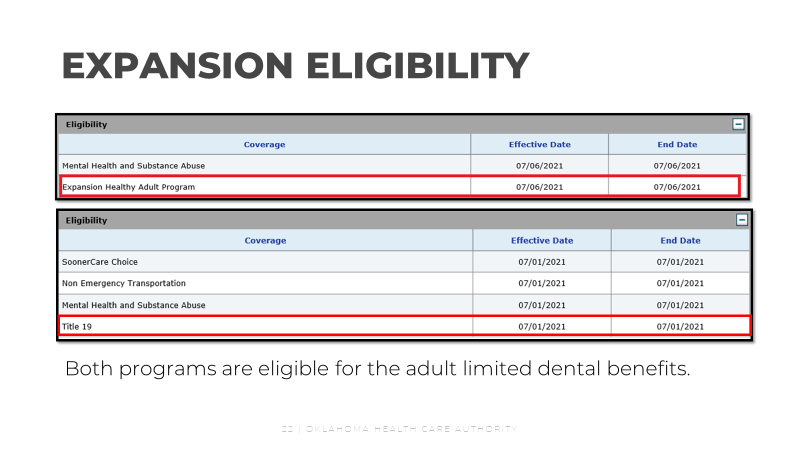 EXPANSION ELIGIBILITY
Eligibility
Coverage Effective Date End Date
Mental Health and Substance Abuse 07/06/2021 07/06/2021
Expansion Healthy Adult Program 07/06/2021 07/06/2021
Eligibility
Coverage Effective Date End Date
SoonerCare Choice 07/01/2021 07/01/2021
Non Emergency Transportation 07/01/2021 07/01/2021
Mental Health and Substance Abuse 07/01/2021 07/01/2021
Title 19 07/01/2021 07/01/2021
Both programs are eligible for the adult limited dental benefits.
22 | OKLAHOMA HEALTH CARE AUTHORITY